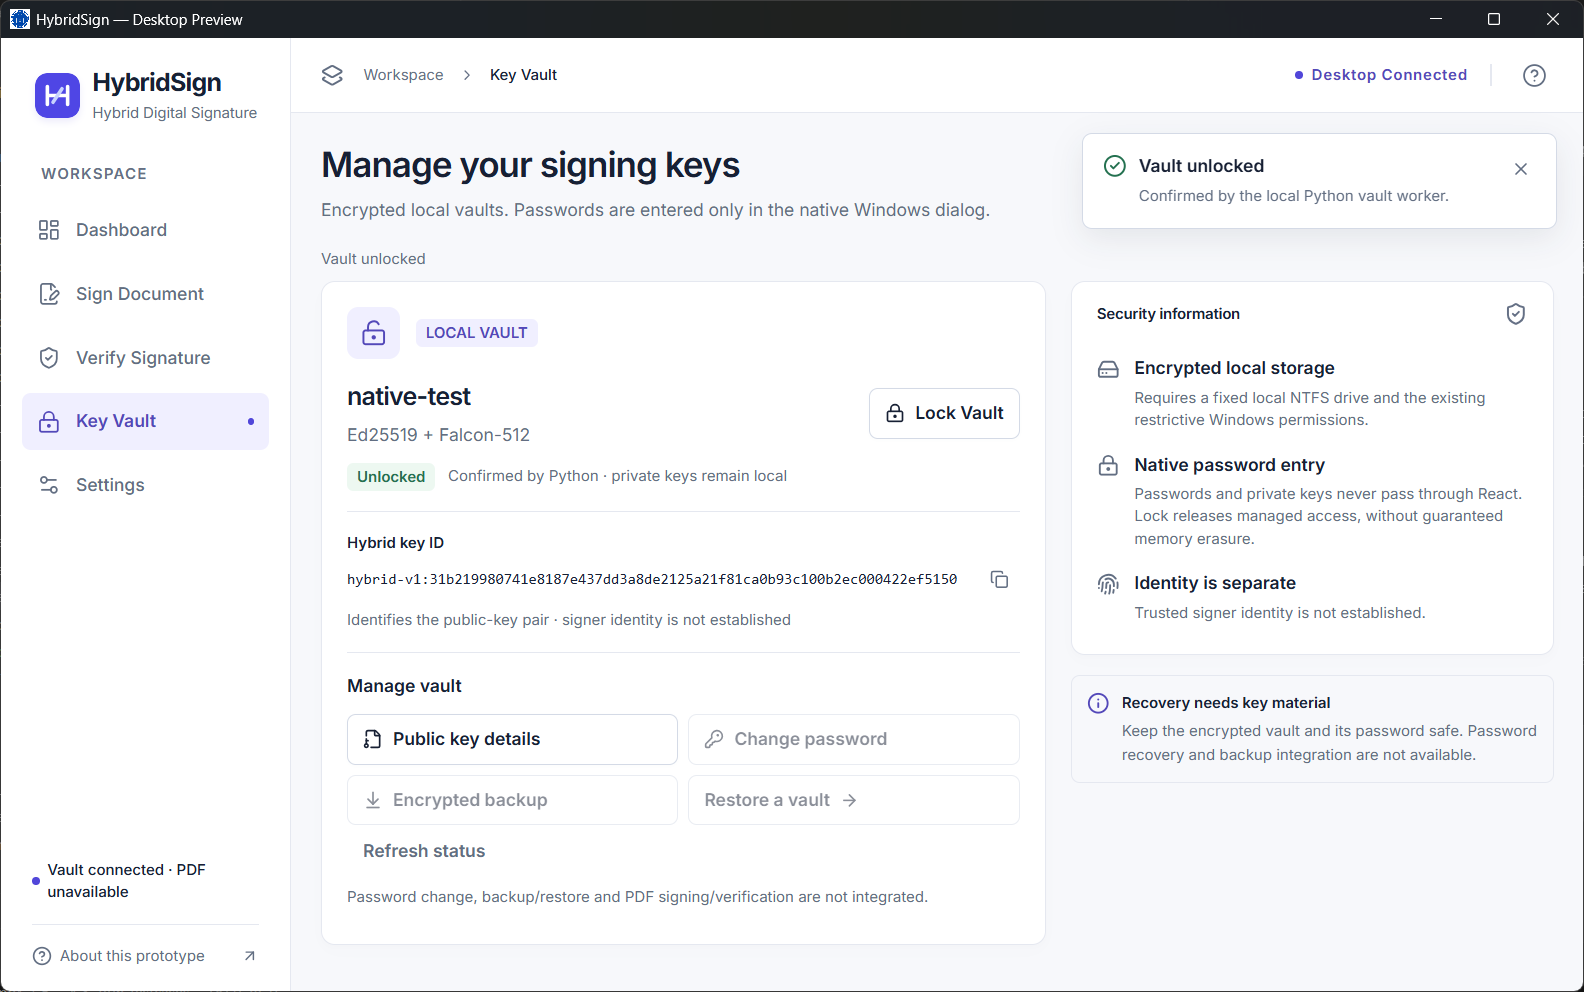 HybridSign — Desktop Preview
HybridSign
Hybrid Digital Signature
WORKSPACE
Dashboard
Sign Document
Verify Signature
Key Vault
Settings
Vault connected · PDF
unavailable
About this prototype
Workspace
Key Vault
Desktop Connected
Manage your signing keys
Encrypted local vaults. Passwords are entered only in the native Windows dialog.
Vault unlocked
Confirmed by the local Python vault worker.
Vault unlocked
LOCAL VAULT
native-test
Ed25519 + Falcon-512
Lock Vault
Unlocked
Confirmed by Python · private keys remain local
Hybrid key ID
hybrid-v1:31b219980741e8187e437dd3a8de2125a21f81ca0b93c100b2ec000422ef5150
Identifies the public-key pair · signer identity is not established
Manage vault
Public key details
Change password
Encrypted backup
Restore a vault
Refresh status
Password change, backup/restore and PDF signing/verification are not integrated.
Security information
Encrypted local storage
Requires a fixed local NTFS drive and the existing
restrictive Windows permissions.
Native password entry
Passwords and private keys never pass through React.
Lock releases managed access, without guaranteed
memory erasure.
Identity is separate
Trusted signer identity is not established.
Recovery needs key material
Keep the encrypted vault and its password safe. Password
recovery and backup integration are not available.